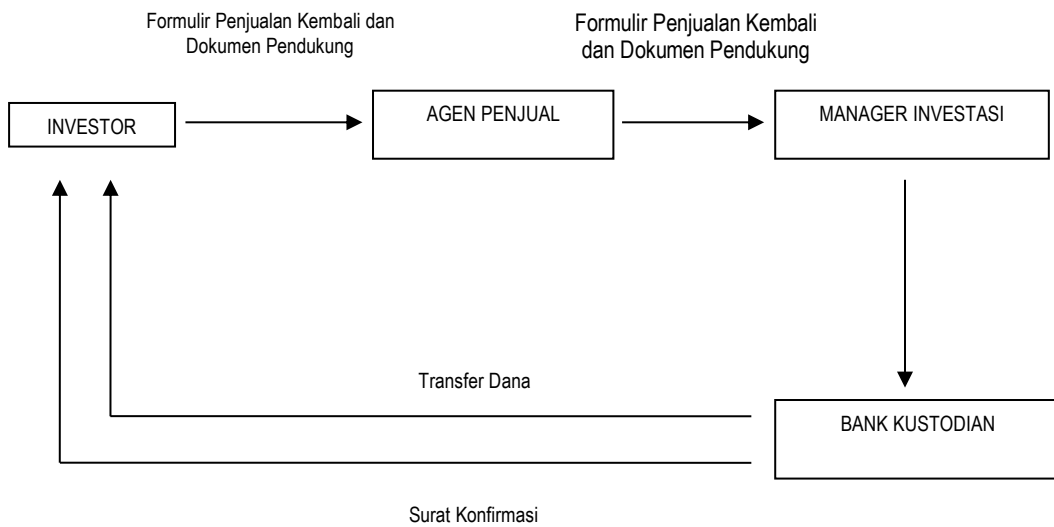 Formulir Penjualan Kembali dan
Dokumen Pendukung
Formulir Penjualan Kembali
dan Dokumen Pendukung
INVESTOR
AGEN PENJUAL
MANAGER INVESTASI
Transfer Dana
BANK KUSTODIAN
Surat Konfirmasi